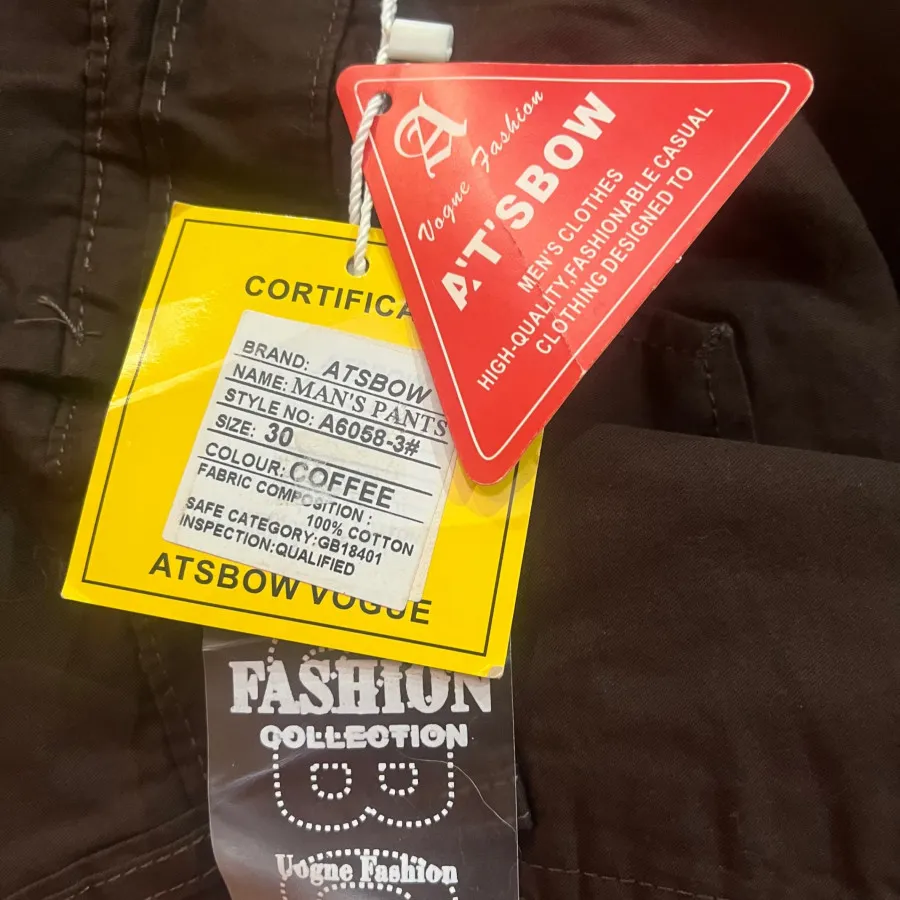 A
Vogue Fashion
A'T'SBOW
MEN'S CLOTHES
HIGH-QUALITY,FASHIONABLE CASUAL
CLOTHING DESIGNED TO
CORTIFICA
BRAND: ATSBOW
NAME: MAN'S PANTS
STYLE NO: A6058-3#
SIZE: 30
COLOUR: COFFEE
FABRIC COMPOSITION :
100% COTTON
SAFE CATEGORY:GB18401
INSPECTION:QUALIFIED
ATSBOW VOGUE
FASHION
COLLECTION
B
Uogne Fashion